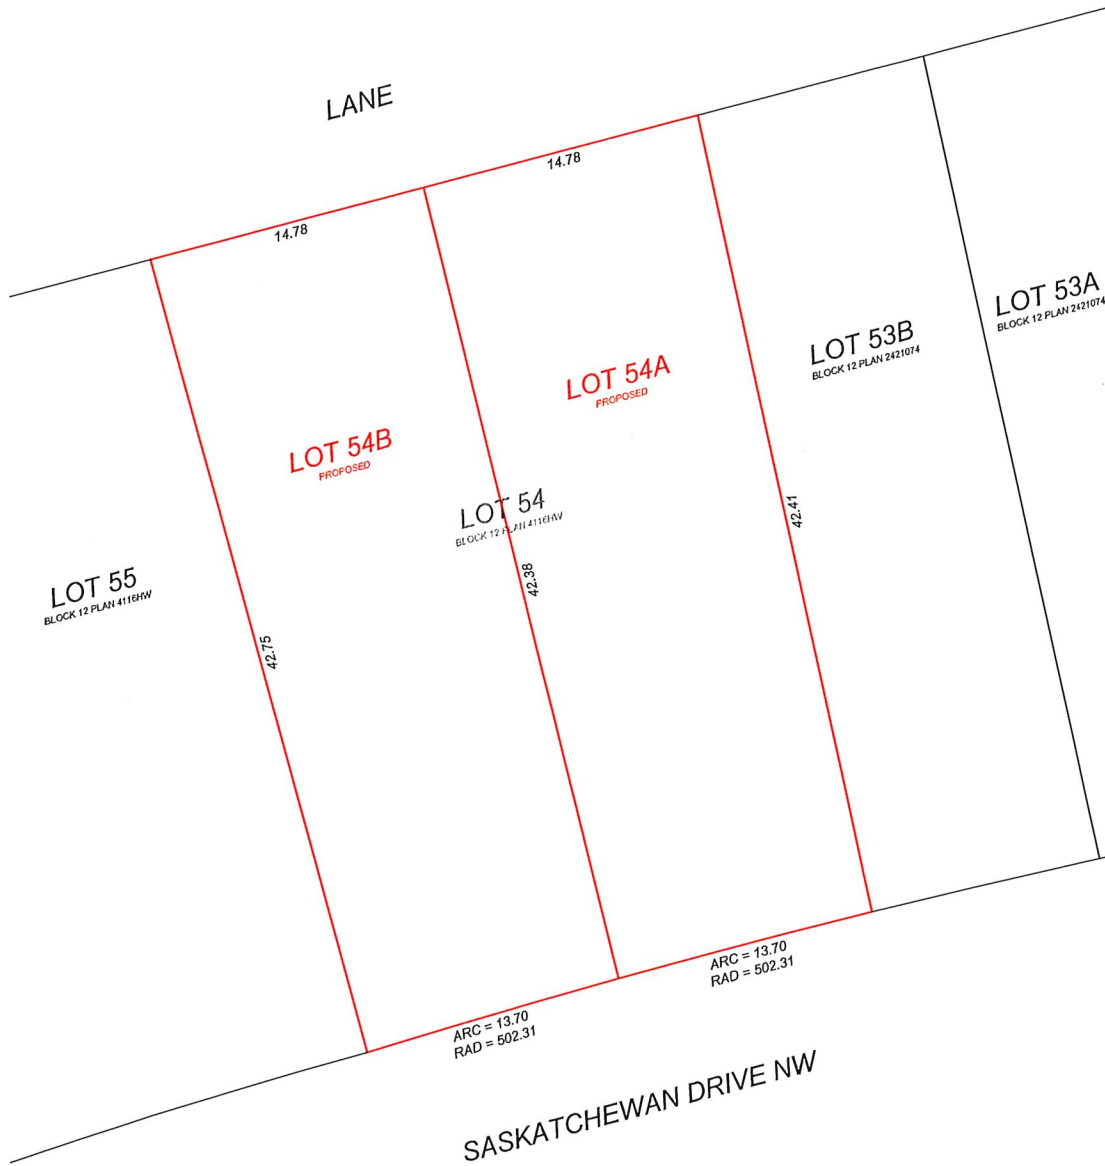 LANE
14.78
14.78
LOT 53A
BLOCK 12 PLAN 2421074
LOT 53B
BLOCK 12 PLAN 2421074
LOT 54A
PROPOSED
LOT 54B
PROPOSED
LOT 54
BLOCK 12 PLAN 4116HW
42.41
LOT 55
BLOCK 12 PLAN 4116HW
42.38
42.75
ARC = 13.70
RAD = 502.31
ARC = 13.70
RAD = 502.31
SASKATCHEWAN DRIVE NW